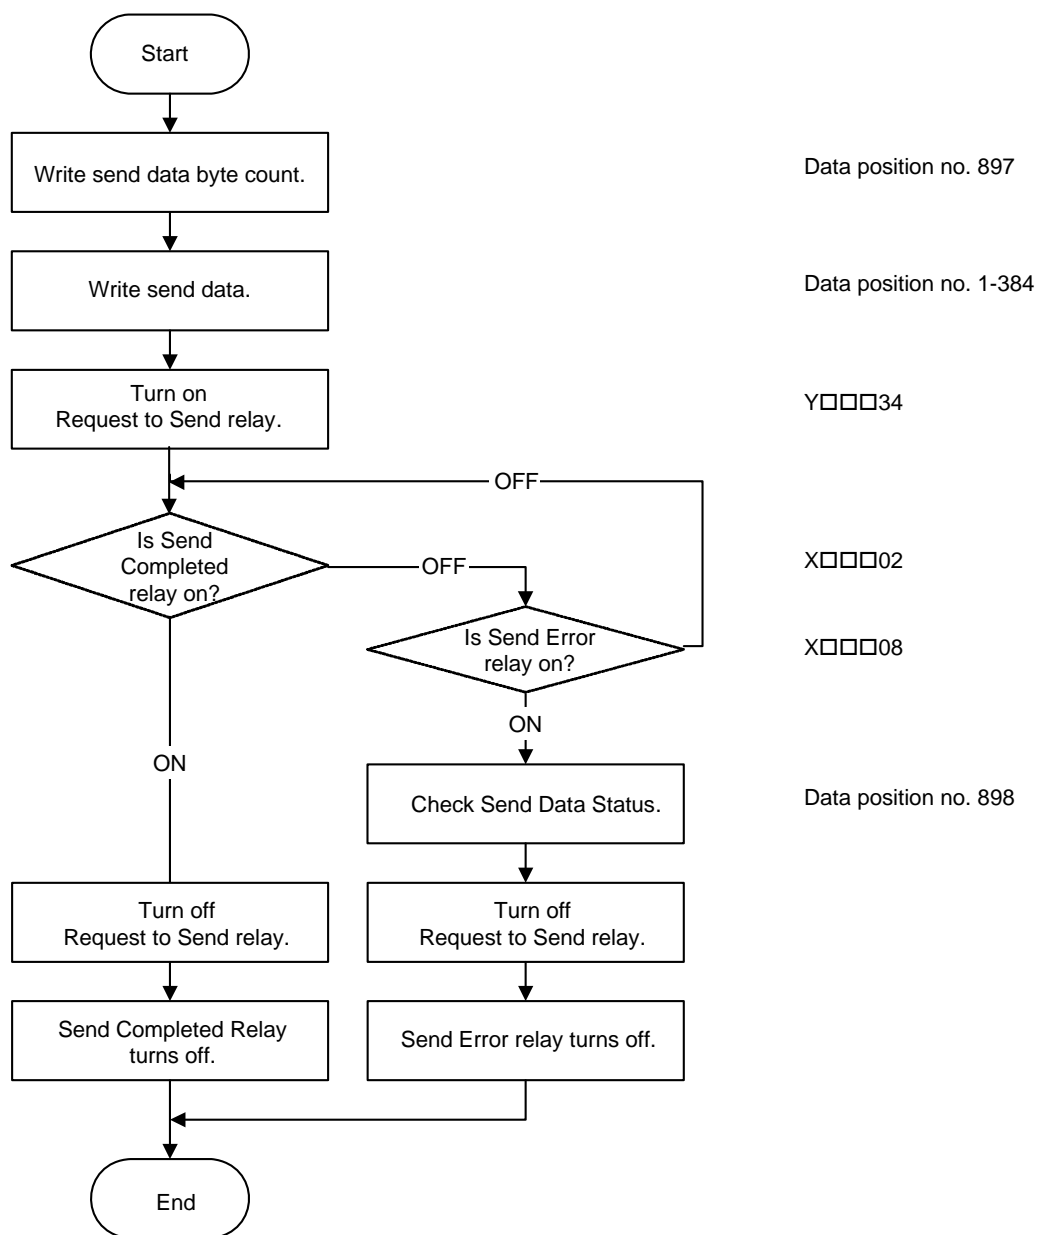 Start
Write send data byte count.
Data position no. 897
Write send data.
Data position no. 1-384
Turn on
Request to Send relay.
Y□□□34
OFF
Is Send
Completed
relay on?
OFF
X□□□02
Is Send Error
relay on?
X□□□08
ON
ON
Check Send Data Status.
Data position no. 898
Turn off
Request to Send relay.
Turn off
Request to Send relay.
Send Completed Relay
turns off.
Send Error relay turns off.
End